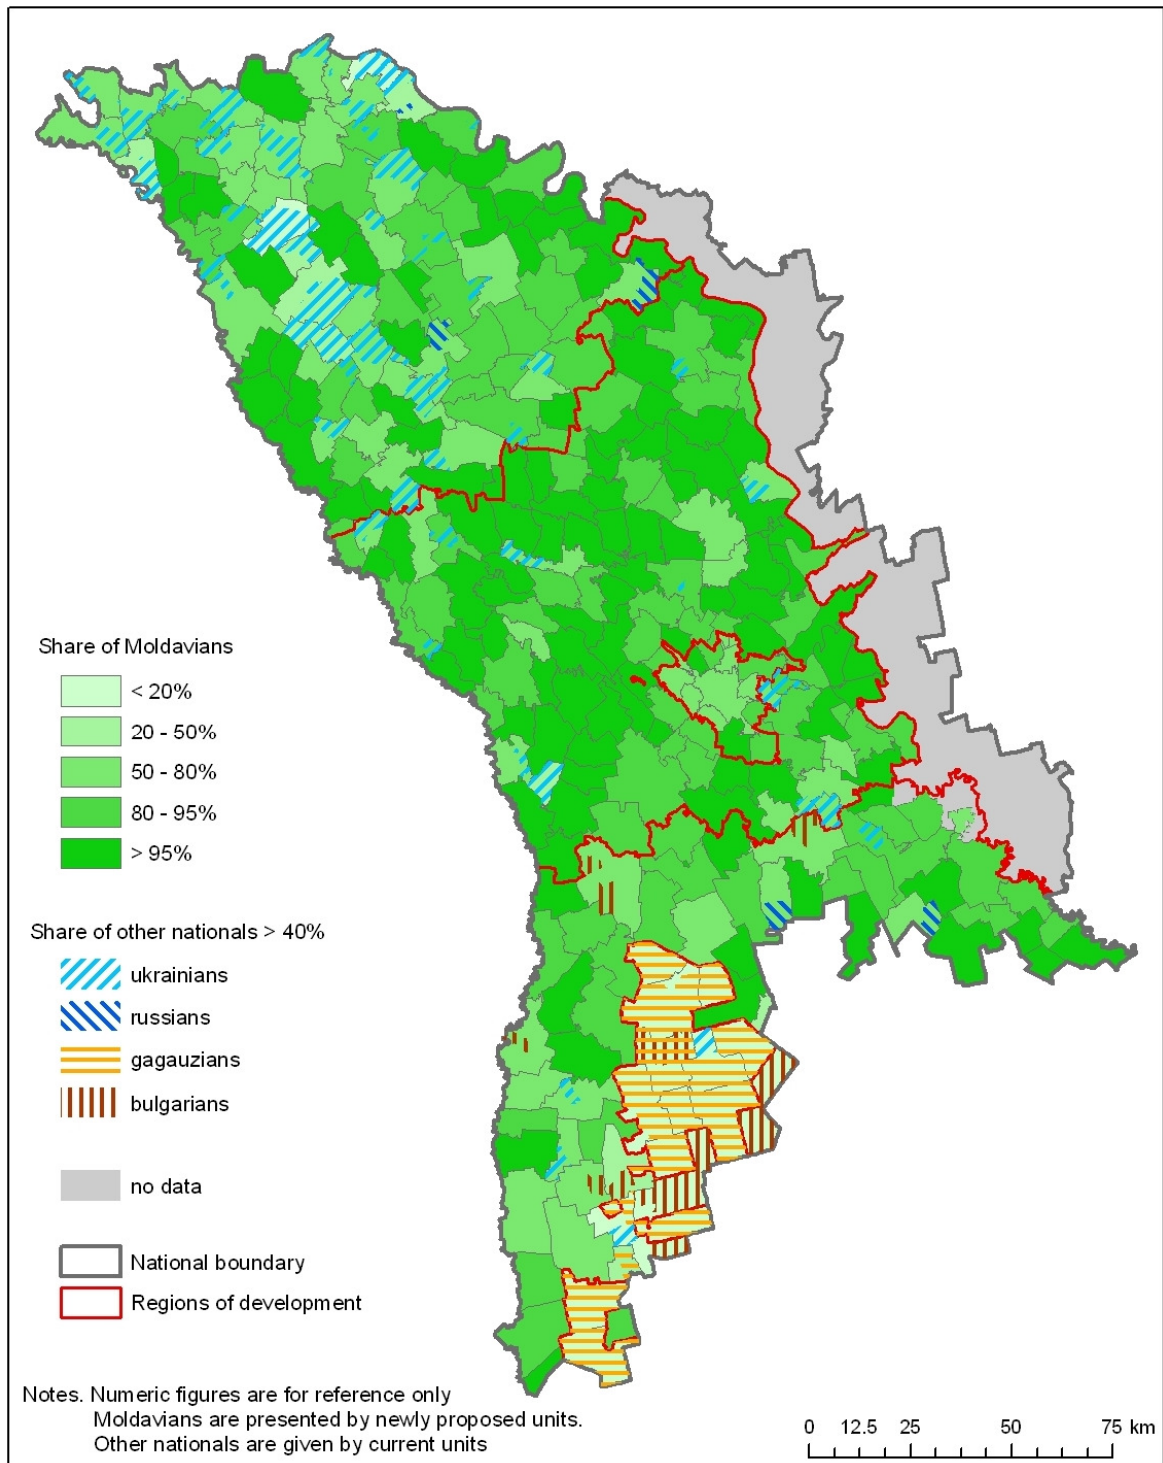 Share of Moldavians
< 20%
20 - 50%
50 - 80%
80 - 95%
> 95%
Share of other nationals > 40%
ukrainians
russians
gagauzians
bulgarians
no data
National boundary
Regions of development
Notes. Numeric figures are for reference only
Moldavians are presented by newly proposed units.
Other nationals are given by current units
0 12.5 25 50 75 km